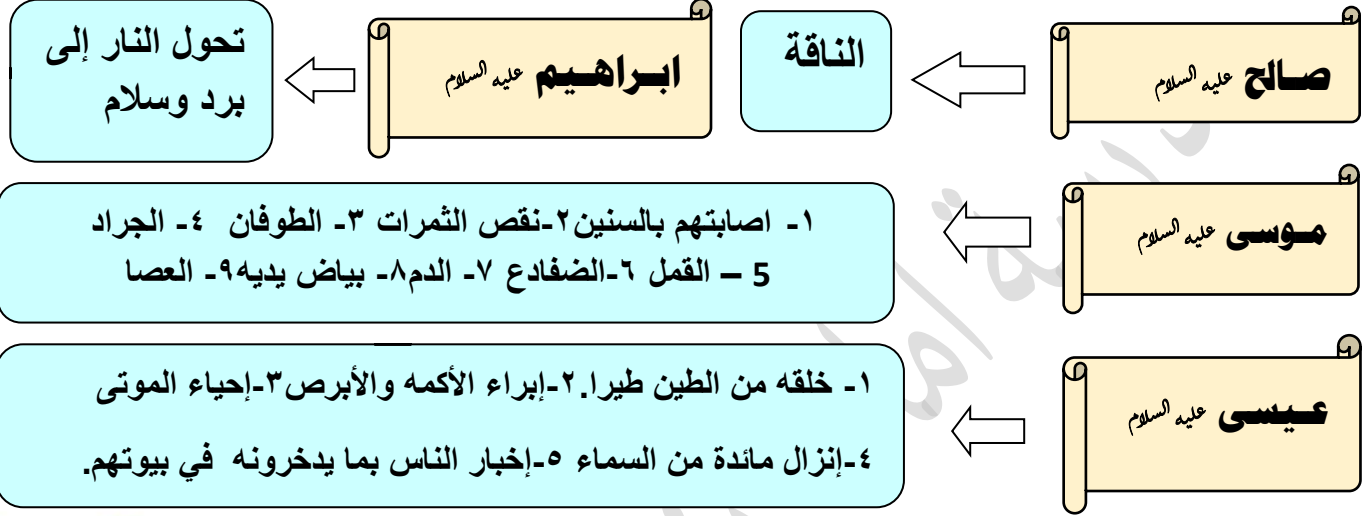 صالح عليه السلام
الناقة
ابراهيم عليه السلام
تحول النار إلى
برد وسلام
موسى عليه السلام
١- اصابتهم بالسنين٢-نقص الثمرات ٣- الطوفان ٤- الجراد
5 – القمل ٦-الضفادع ٧- الدم٨- بياض يديه٩- العصا
عيسى عليه السلام
١- خلقه من الطين طيرا.٢-إبراء الأكمه والأبرص٣-إحياء الموتى
٤-إنزال مائدة من السماء ٥-إخبار الناس بما يدخرونه في بيوتهم.